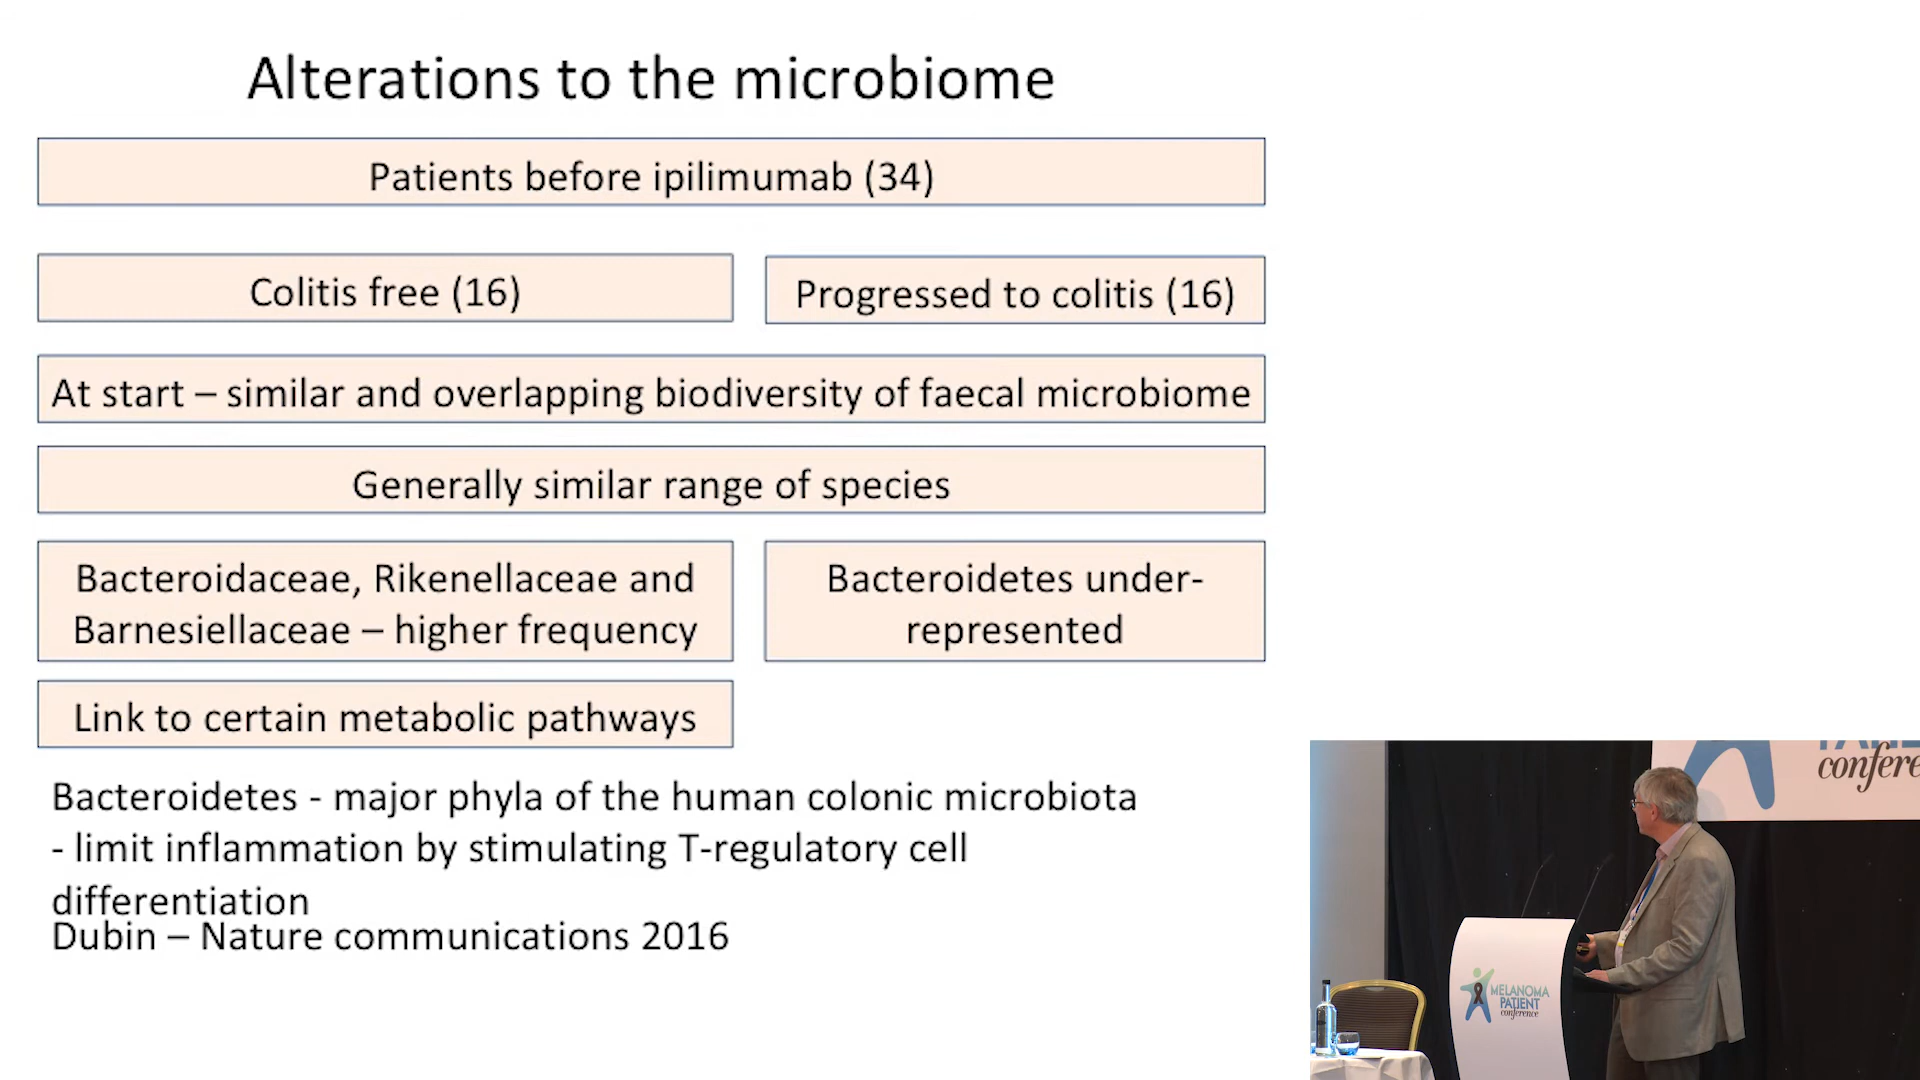 Alterations to the microbiome
Patients before ipilimumab (34)
Colitis free (16)
Progressed to colitis (16)
At start – similar and overlapping biodiversity of faecal microbiome
Generally similar range of species
Bacteroidaceae, Rikenellaceae and
Barnesiellaceae – higher frequency
Bacteroidetes under-
represented
Link to certain metabolic pathways
Bacteroidetes - major phyla of the human colonic microbiota
- limit inflammation by stimulating T-regulatory cell
differentiation
Dubin – Nature communications 2016
MELANOMA
PATIENT
conference